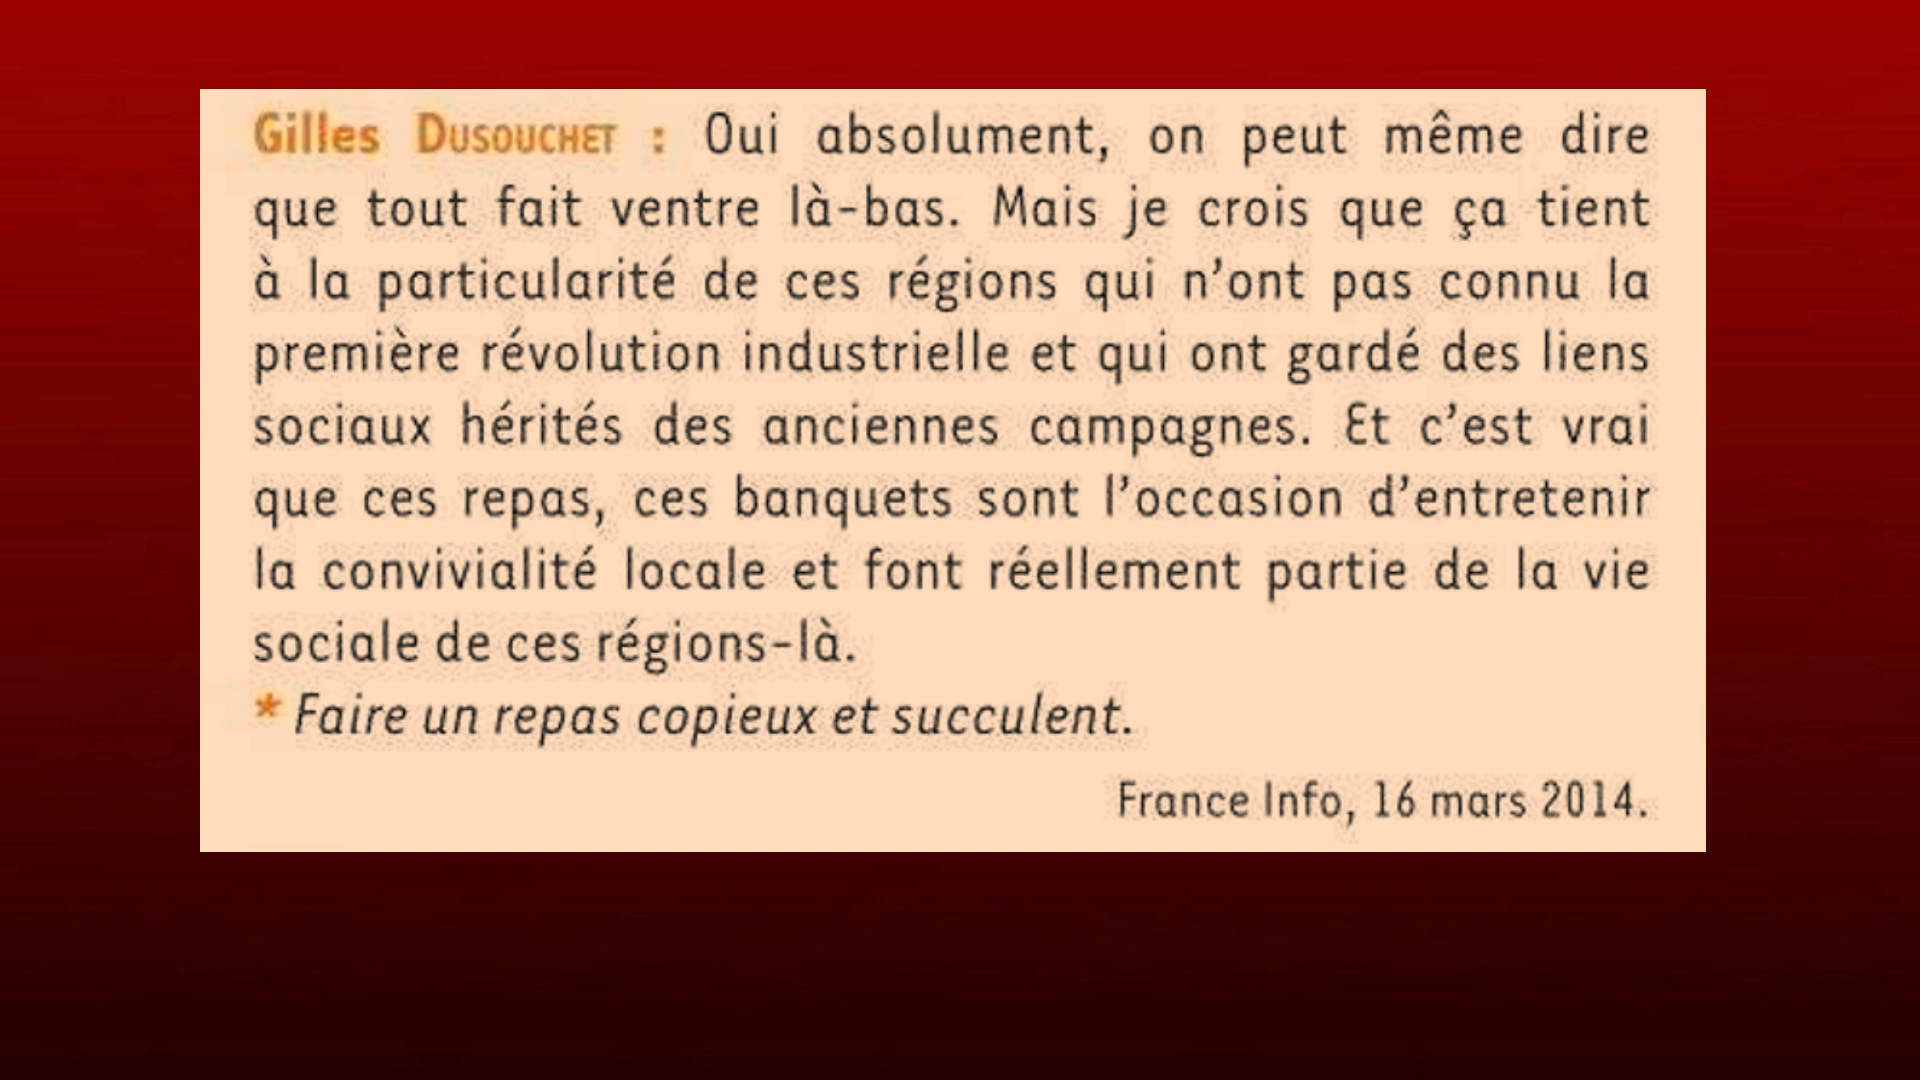 Gilles DUSOUCHET : Oui absolument, on peut même dire
que tout fait ventre là-bas. Mais je crois que ça tient
à la particularité de ces régions qui n'ont pas connu la
première révolution industrielle et qui ont gardé des liens
sociaux hérités des anciennes campagnes. Et c'est vrai
que ces repas, ces banquets sont l'occasion d'entretenir
la convivialité locale et font réellement partie de la vie
sociale de ces régions-là.
* Faire un repas copieux et succulent.
France Info, 16 mars 2014.